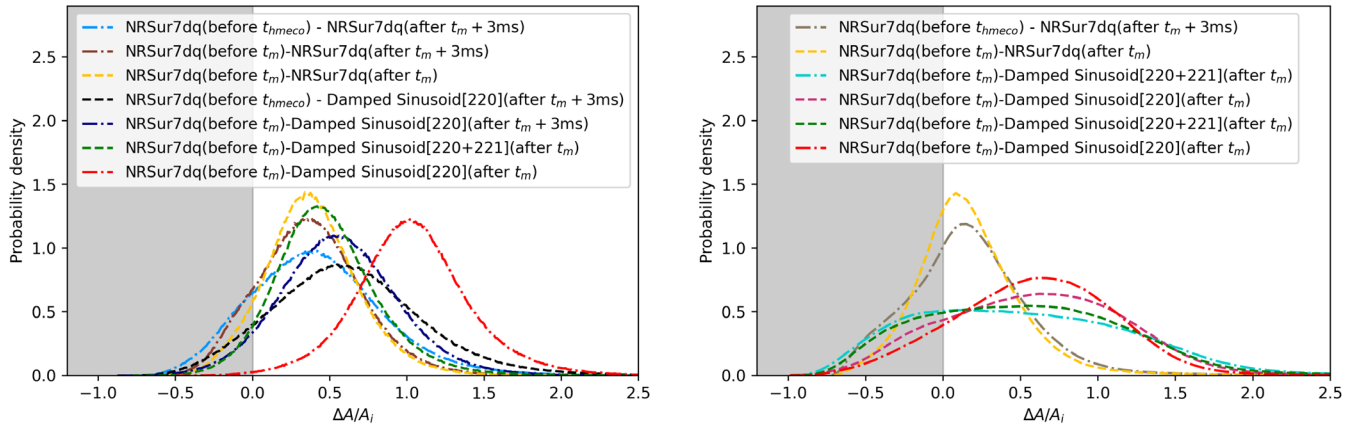 NRSur7dq(before t_hmeco) - NRSur7dq(after t_m + 3ms)
NRSur7dq(before t_m)-NRSur7dq(after t_m + 3ms)
NRSur7dq(before t_m)-NRSur7dq(after t_m)
NRSur7dq(before t_hmeco) - Damped Sinusoid[220](after t_m + 3ms)
NRSur7dq(before t_m)-Damped Sinusoid[220](after t_m + 3ms)
NRSur7dq(before t_m)-Damped Sinusoid[220+221](after t_m)
NRSur7dq(before t_m)-Damped Sinusoid[220](after t_m)
Probability density
2.5
2.0
1.5
1.0
0.5
0.0
-1.0 -0.5 0.0 0.5 1.0 1.5 2.0 2.5
ΔA/A_i
NRSur7dq(before t_hmeco) - NRSur7dq(after t_m + 3ms)
NRSur7dq(before t_m)-NRSur7dq(after t_m)
NRSur7dq(before t_m)-Damped Sinusoid[220+221](after t_m)
NRSur7dq(before t_m)-Damped Sinusoid[220](after t_m)
NRSur7dq(before t_m)-Damped Sinusoid[220+221](after t_m)
NRSur7dq(before t_m)-Damped Sinusoid[220](after t_m)
Probability density
2.5
2.0
1.5
1.0
0.5
0.0
-1.0 -0.5 0.0 0.5 1.0 1.5 2.0 2.5
ΔA/A_i